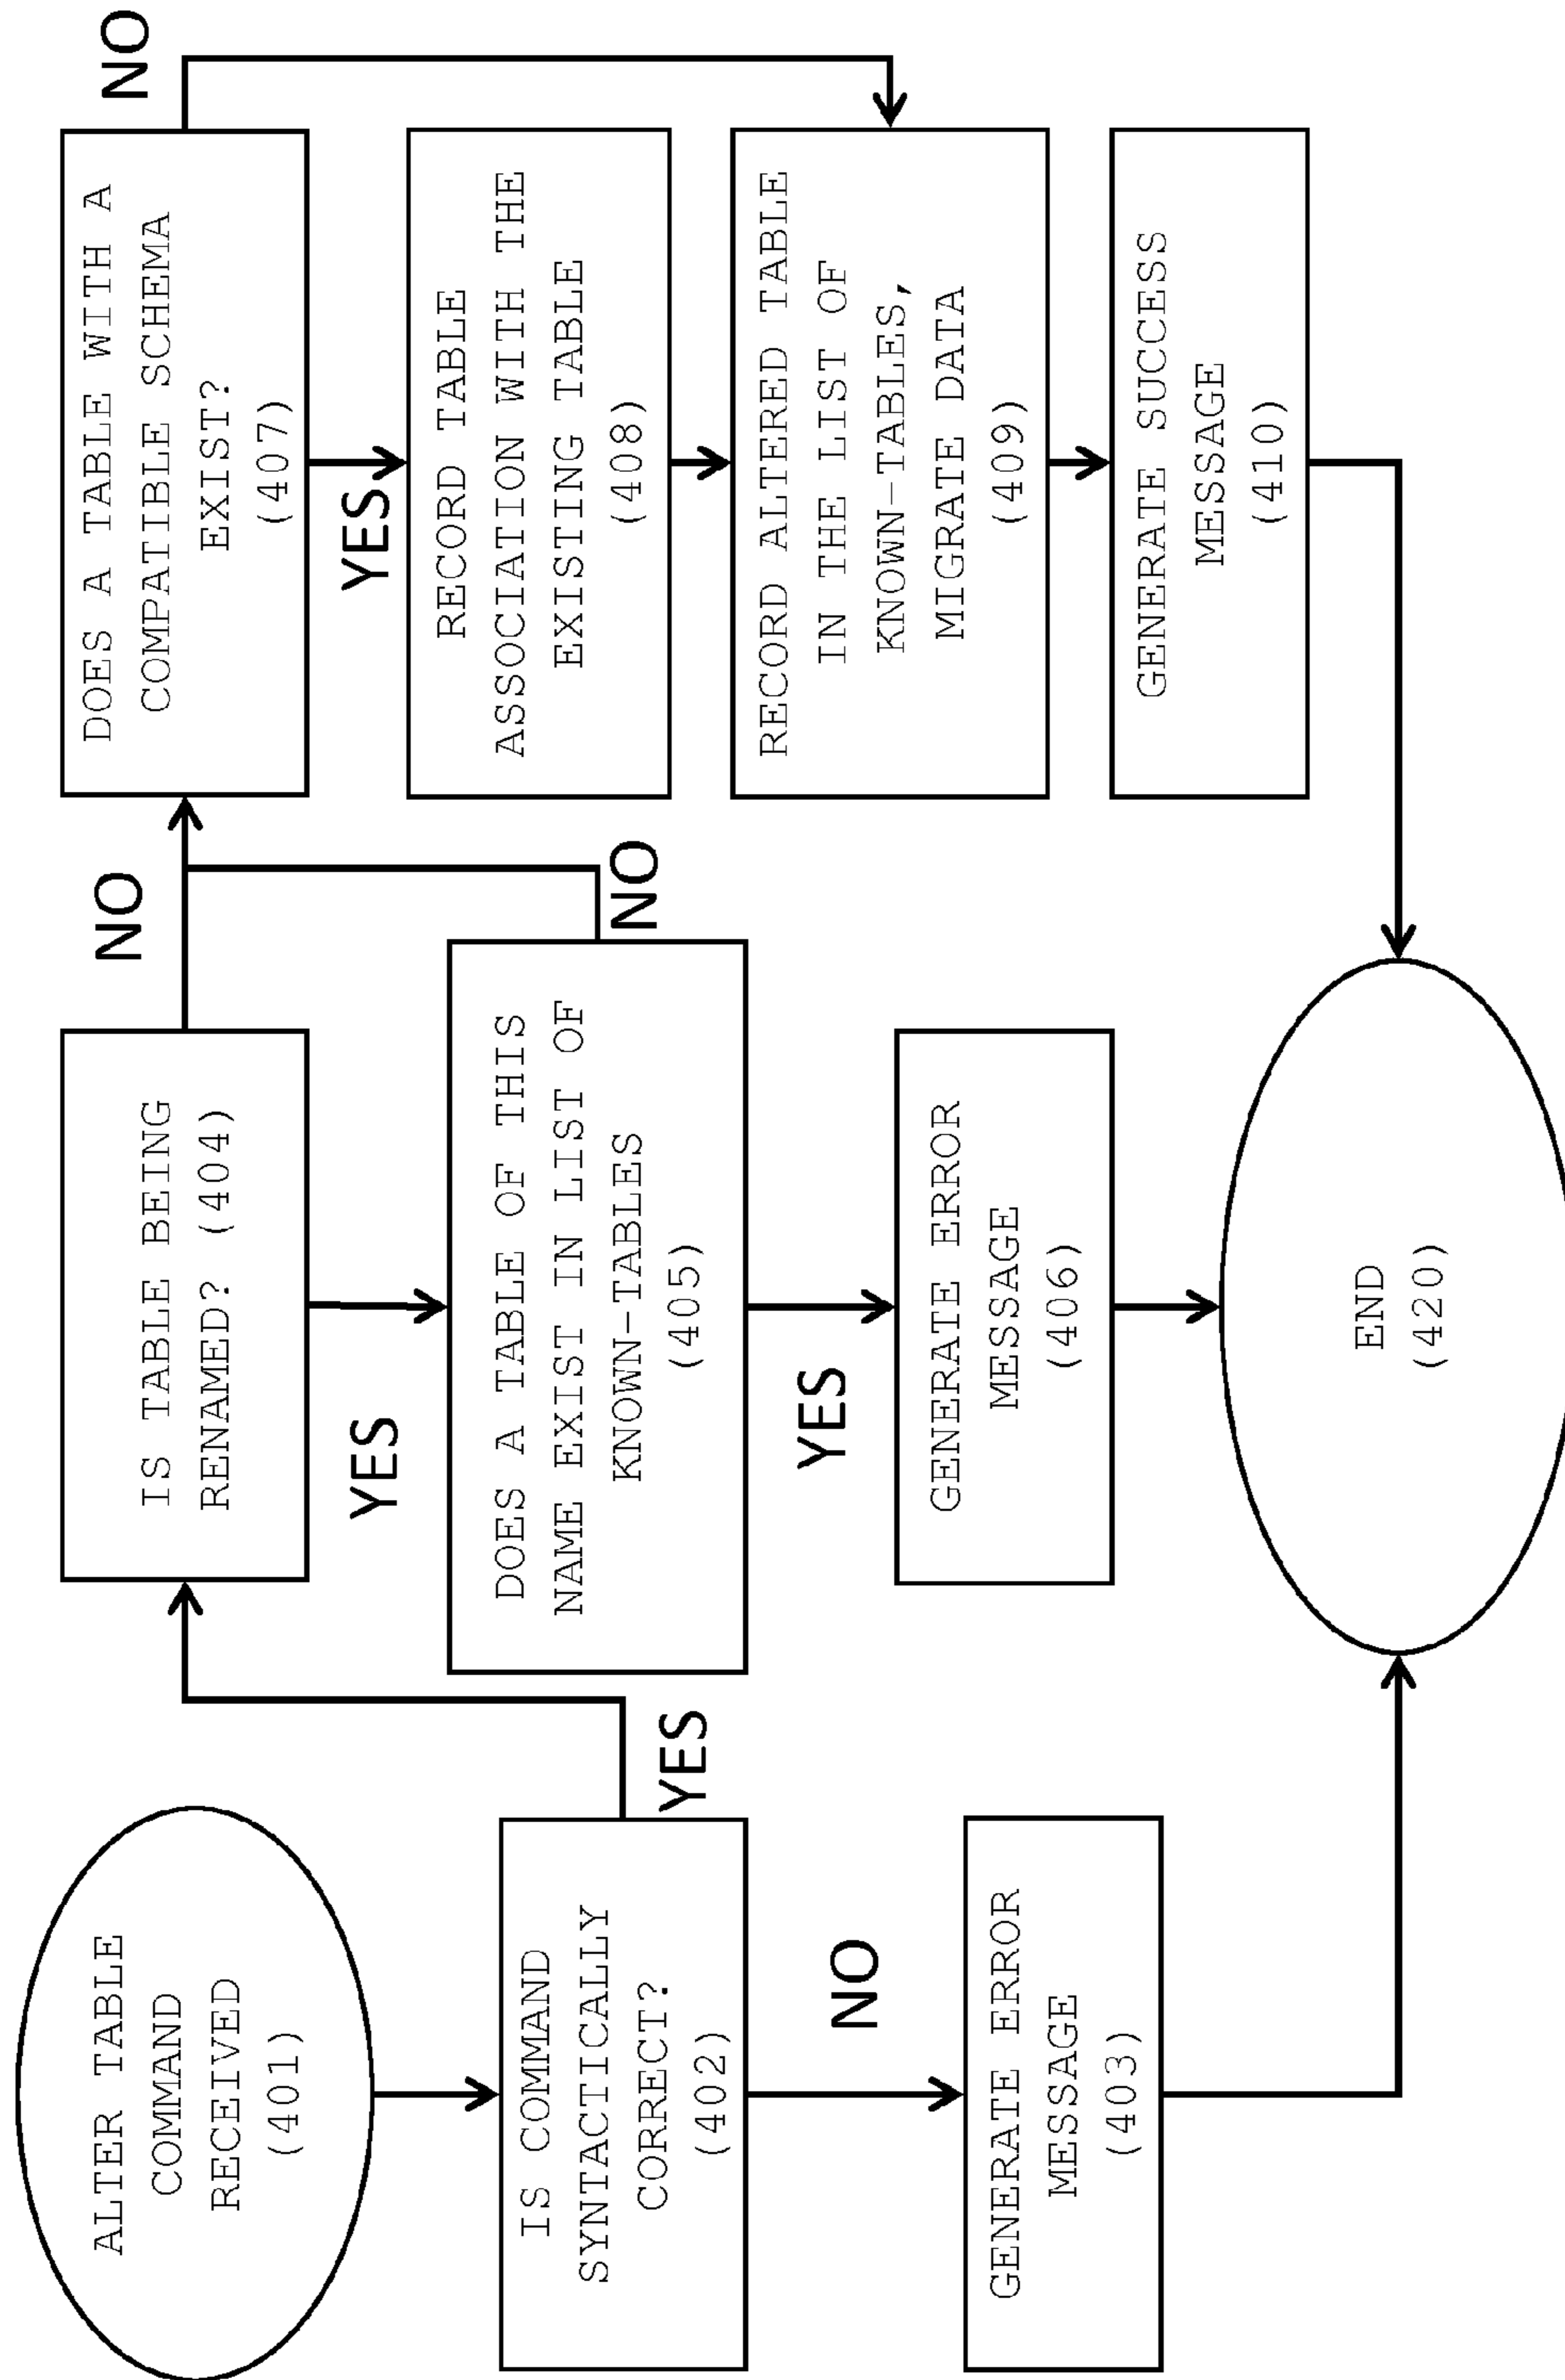 ALTER TABLE
COMMAND
RECEIVED
(401)
IS COMMAND
SYNTACTICALLY
CORRECT?
(402)
YES
NO
GENERATE ERROR
MESSAGE
(403)
IS TABLE BEING
RENAMED? (404)
NO
YES
DOES A TABLE OF THIS
NAME EXIST IN LIST OF
KNOWN-TABLES
(405)
NO
YES
GENERATE ERROR
MESSAGE
(406)
END
(420)
DOES A TABLE WITH A
COMPATIBLE SCHEMA
EXIST?
(407)
NO
YES
RECORD TABLE
ASSOCIATION WITH THE
EXISTING TABLE
(408)
RECORD ALTERED TABLE
IN THE LIST OF
KNOWN-TABLES,
MIGRATE DATA
(409)
GENERATE SUCCESS
MESSAGE
(410)